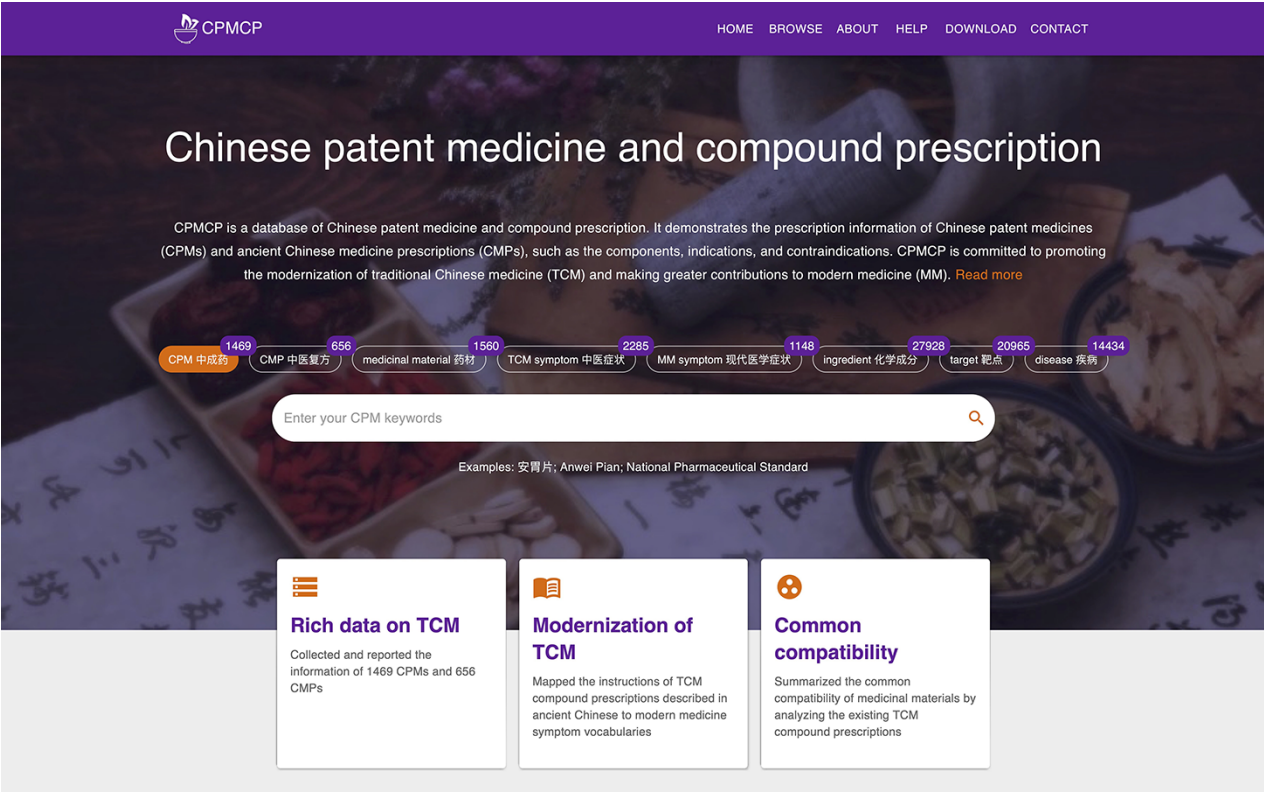 CPMCP
HOME BROWSE ABOUT HELP DOWNLOAD CONTACT
Chinese patent medicine and compound prescription
CPMCP is a database of Chinese patent medicine and compound prescription. It demonstrates the prescription information of Chinese patent medicines
(CPMs) and ancient Chinese medicine prescriptions (CMPs), such as the components, indications, and contraindications. CPMCP is committed to promoting
the modernization of traditional Chinese medicine (TCM) and making greater contributions to modern medicine (MM). Read more
1469 656 1560 2285 1148 27928 20965 14434
CPM 中成药 CMP 中医复方 medicinal material 药材 TCM symptom 中医症状 MM symptom 现代医学症状 ingredient 化学成分 target 靶点 disease 疾病
Enter your CPM keywords
Examples: 安胃片; Anwei Pian; National Pharmaceutical Standard
Rich data on TCM
Collected and reported the
information of 1469 CPMs and 656
CMPs
Modernization of
TCM
Mapped the instructions of TCM
compound prescriptions described in
ancient Chinese to modern medicine
symptom vocabularies
Common
compatibility
Summarized the common
compatibility of medicinal materials by
analyzing the existing TCM
compound prescriptions